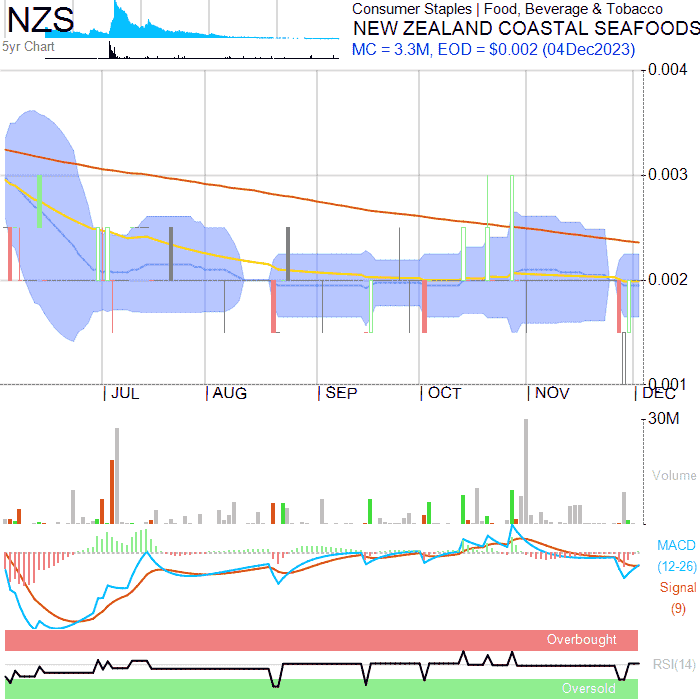 NZS
5yr Chart
Consumer Staples | Food, Beverage & Tobacco
NEW ZEALAND COASTAL SEAFOODS
MC = 3.3M, EOD = $0.002 (04Dec2023)
0.004
0.003
0.002
0.001
| JUL | AUG | SEP | OCT | NOV | DEC
30M
Volume
MACD
(12-26)
Signal
(9)
Overbought
RSI(14)
Oversold